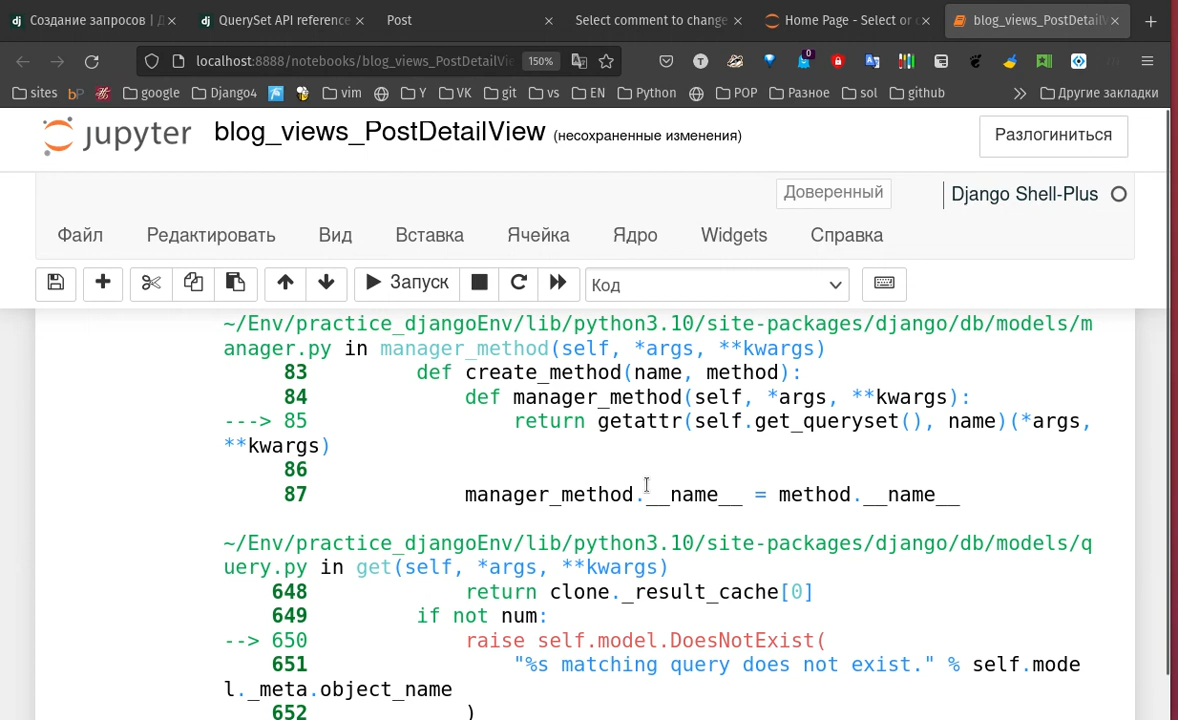 Создание запросов | Д
QuerySet API reference
Post
Select comment to change
Home Page - Select or c
blog_views_PostDetailV
localhost:8888/notebooks/blog_views_PostDetailVi
150%
0
sites
bP
google
Django4
vim
Y
VK
git
vs
EN
Python
POP
Разное
sol
github
Другие закладки
jupyter
blog_views_PostDetailView (несохраненные изменения)
Разлогиниться
Доверенный
Django Shell-Plus
Файл
Редактировать
Вид
Вставка
Ячейка
Ядро
Widgets
Справка
Запуск
Код
~/Env/practice_djangoEnv/lib/python3.10/site-packages/django/db/models/m
anager.py in manager_method(self, *args, **kwargs)
83 def create_method(name, method):
84 def manager_method(self, *args, **kwargs):
---> 85 return getattr(self.get_queryset(), name)(*args,
**kwargs)
86
87 manager_method.__name__ = method.__name__
~/Env/practice_djangoEnv/lib/python3.10/site-packages/django/db/models/q
uery.py in get(self, *args, **kwargs)
648 return clone._result_cache[0]
649 if not num:
--> 650 raise self.model.DoesNotExist(
651 "%s matching query does not exist." % self.mode
l._meta.object_name
652 )